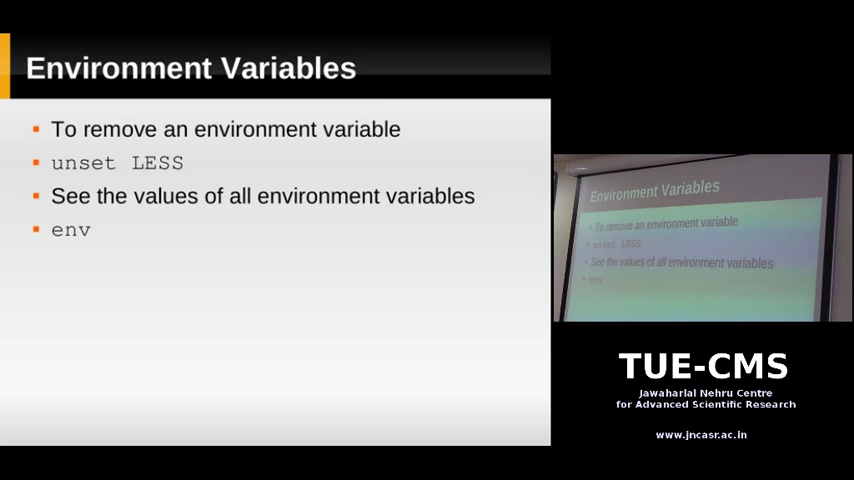 Environment Variables
To remove an environment variable
unset LESS
See the values of all environment variables
env
Environment Variables
To remove an environment variable
unset LESS
See the values of all environment variables
env
TUE-CMS
Jawaharlal Nehru Centre
for Advanced Scientific Research
www.jncasr.ac.in